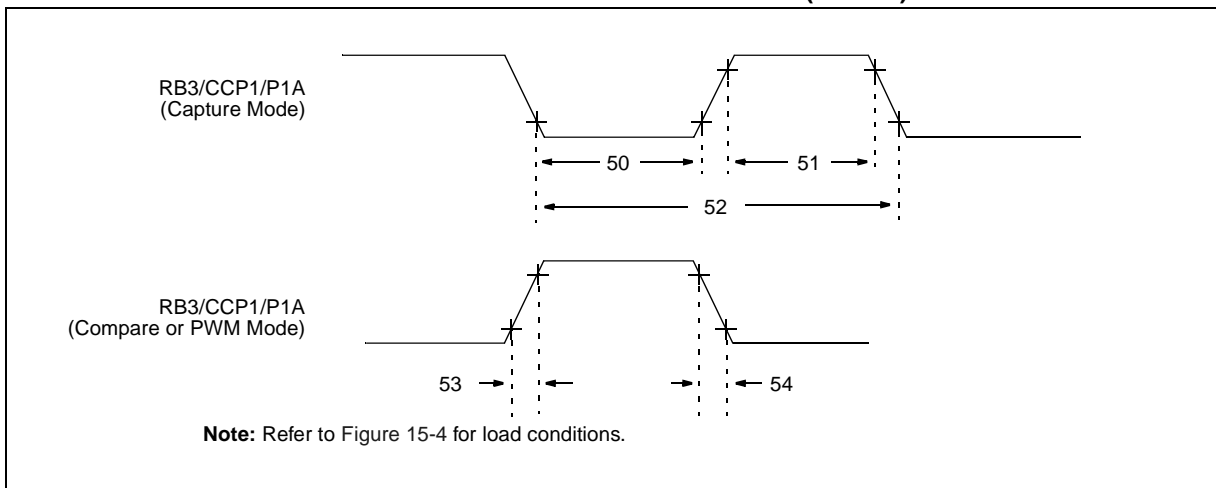 RB3/CCP1/P1A
(Capture Mode)
50
51
52
RB3/CCP1/P1A
(Compare or PWM Mode)
53
54
Note: Refer to Figure 15-4 for load conditions.